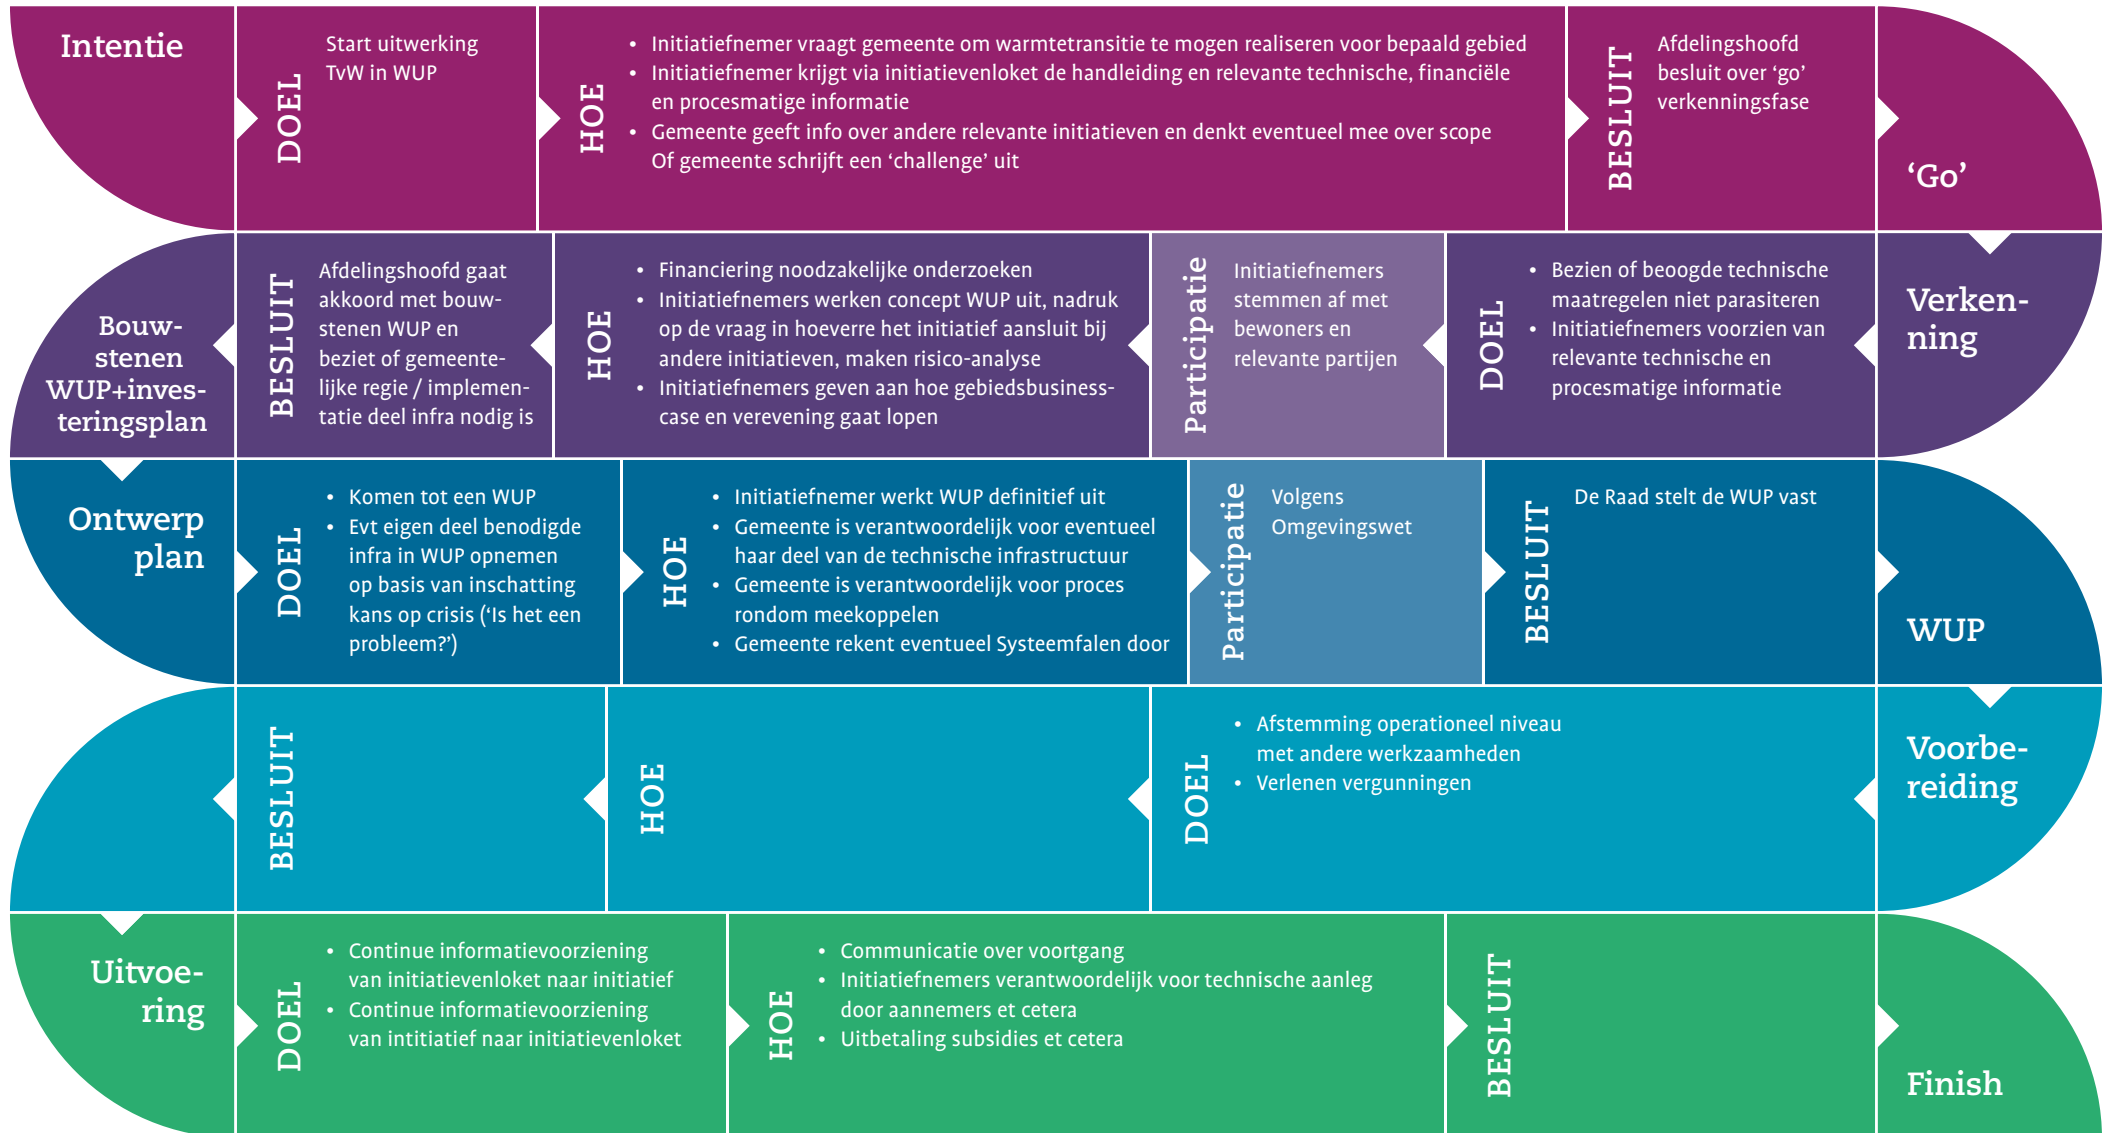 Intentie
DOEL
Start uitwerking
TvW in WUP
HOE
• Initiatiefnemer vraagt gemeente om warmtetransitie te mogen realiseren voor bepaald gebied
• Initiatiefnemer krijgt via initiatievenloket de handleiding en relevante technische, financiële
en procesmatige informatie
• Gemeente geeft info over andere relevante initiatieven en denkt eventueel mee over scope
Of gemeente schrijft een ‘challenge’ uit
BESLUIT
Afdelingshoofd
besluit over ‘go’
verkenningsfase
‘Go’
Verken-
ning
DOEL
• Bezien of beoogde technische
maatregelen niet parasiteren
• Initiatiefnemers voorzien van
relevante technische en
procesmatige informatie
Participatie
Initiatiefnemers
stemmen af met
bewoners en
relevante partijen
HOE
• Financiering noodzakelijke onderzoeken
• Initiatiefnemers werken concept WUP uit, nadruk
op de vraag in hoeverre het initiatief aansluit bij
andere initiatieven, maken risico-analyse
• Initiatiefnemers geven aan hoe gebiedsbusiness-
case en verevening gaat lopen
BESLUIT
Afdelingshoofd gaat
akkoord met bouw-
stenen WUP en
beziet of gemeente-
lijke regie / implemen-
tatie deel infra nodig is
Bouw-
stenen
WUP+inves-
teringsplan
Ontwerp
plan
DOEL
• Komen tot een WUP
• Evt eigen deel benodigde
infra in WUP opnemen
op basis van inschatting
kans op crisis (‘Is het een
probleem?’)
HOE
• Initiatiefnemer werkt WUP definitief uit
• Gemeente is verantwoordelijk voor eventueel
haar deel van de technische infrastructuur
• Gemeente is verantwoordelijk voor proces
rondom meekoppelen
• Gemeente rekent eventueel Systeemfalen door
Participatie
Volgens
Omgevingswet
BESLUIT
De Raad stelt de WUP vast
WUP
Voorbe-
reiding
DOEL
• Afstemming operationeel niveau
met andere werkzaamheden
• Verlenen vergunningen
HOE
BESLUIT
Uitvoe-
ring
DOEL
• Continue informatievoorziening
van initiatievenloket naar initiatief
• Continue informatievoorziening
van intitiatief naar initiatievenloket
HOE
• Communicatie over voortgang
• Initiatiefnemers verantwoordelijk voor technische aanleg
door aannemers et cetera
• Uitbetaling subsidies et cetera
BESLUIT
Finish